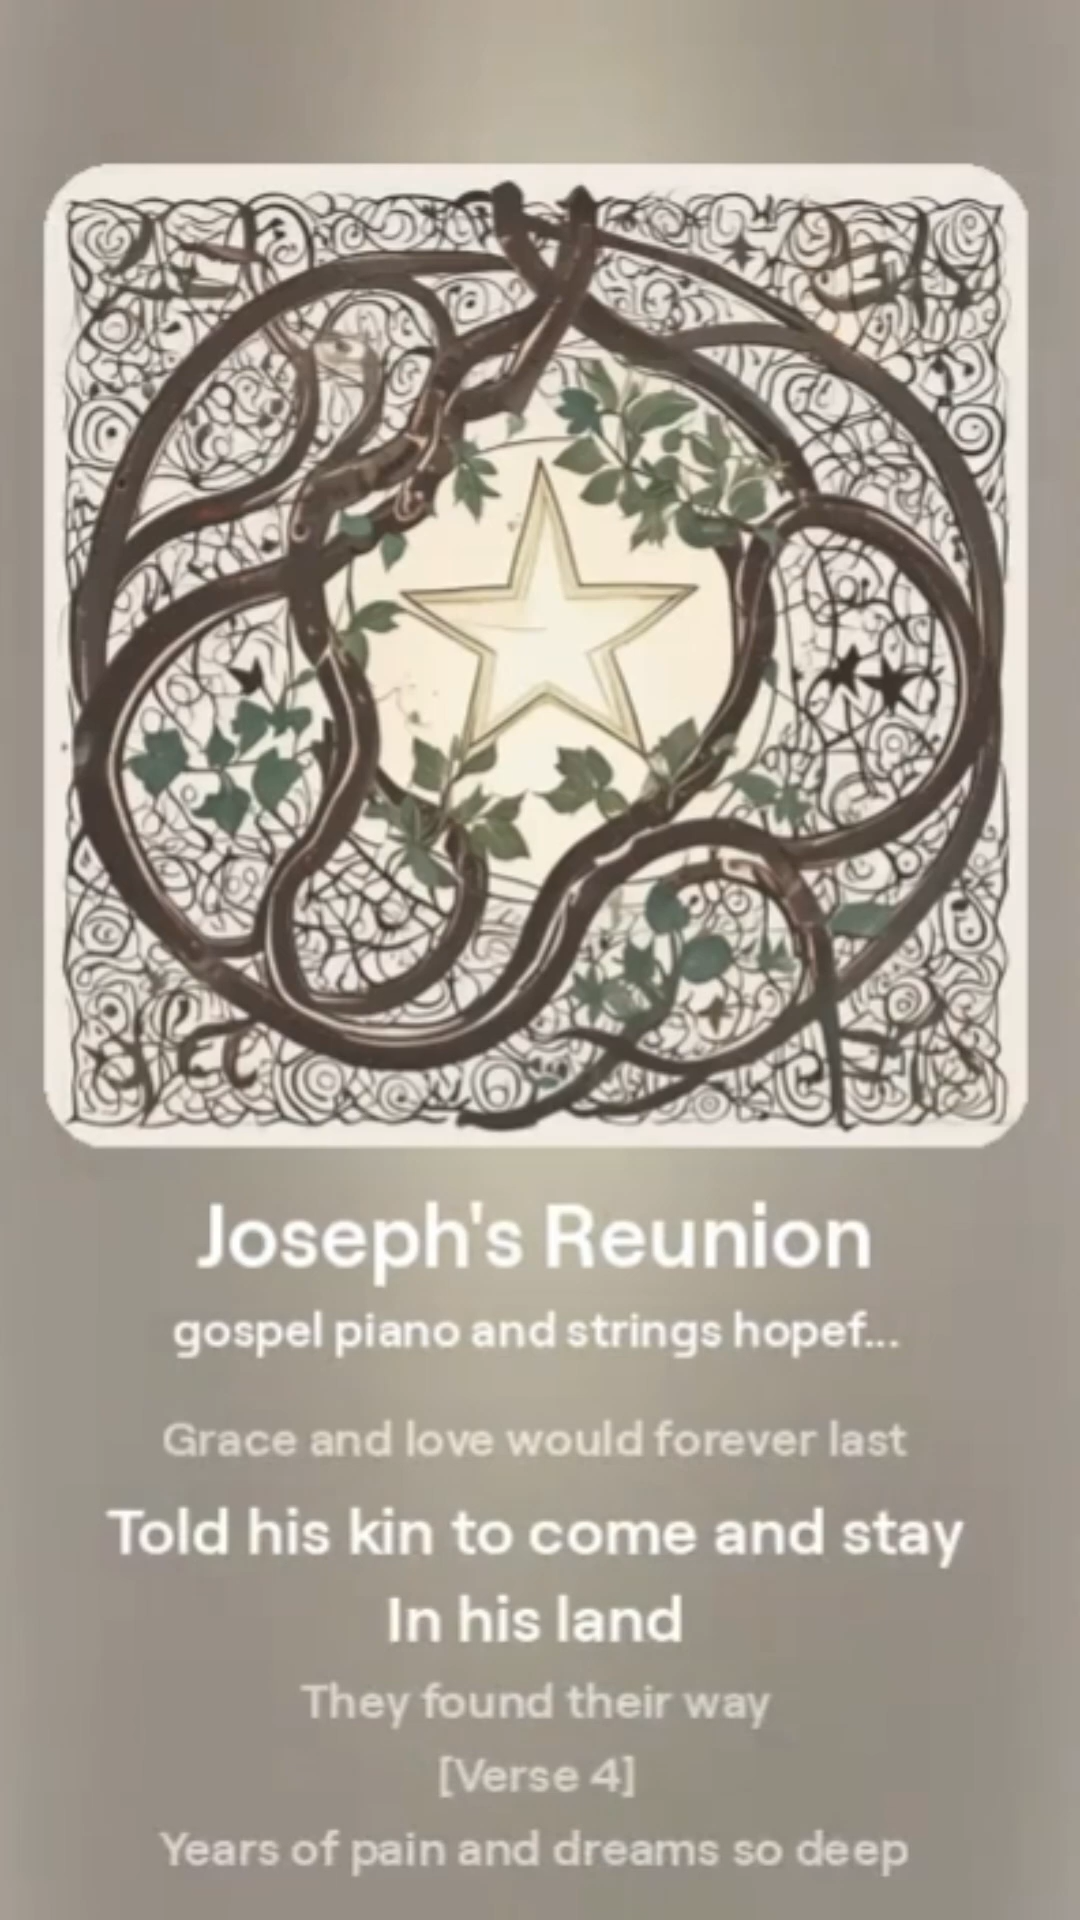 Joseph's Reunion
gospel piano and strings hopef...
Grace and love would forever last
Told his kin to come and stay
In his land
They found their way
[Verse 4]
Years of pain and dreams so deep